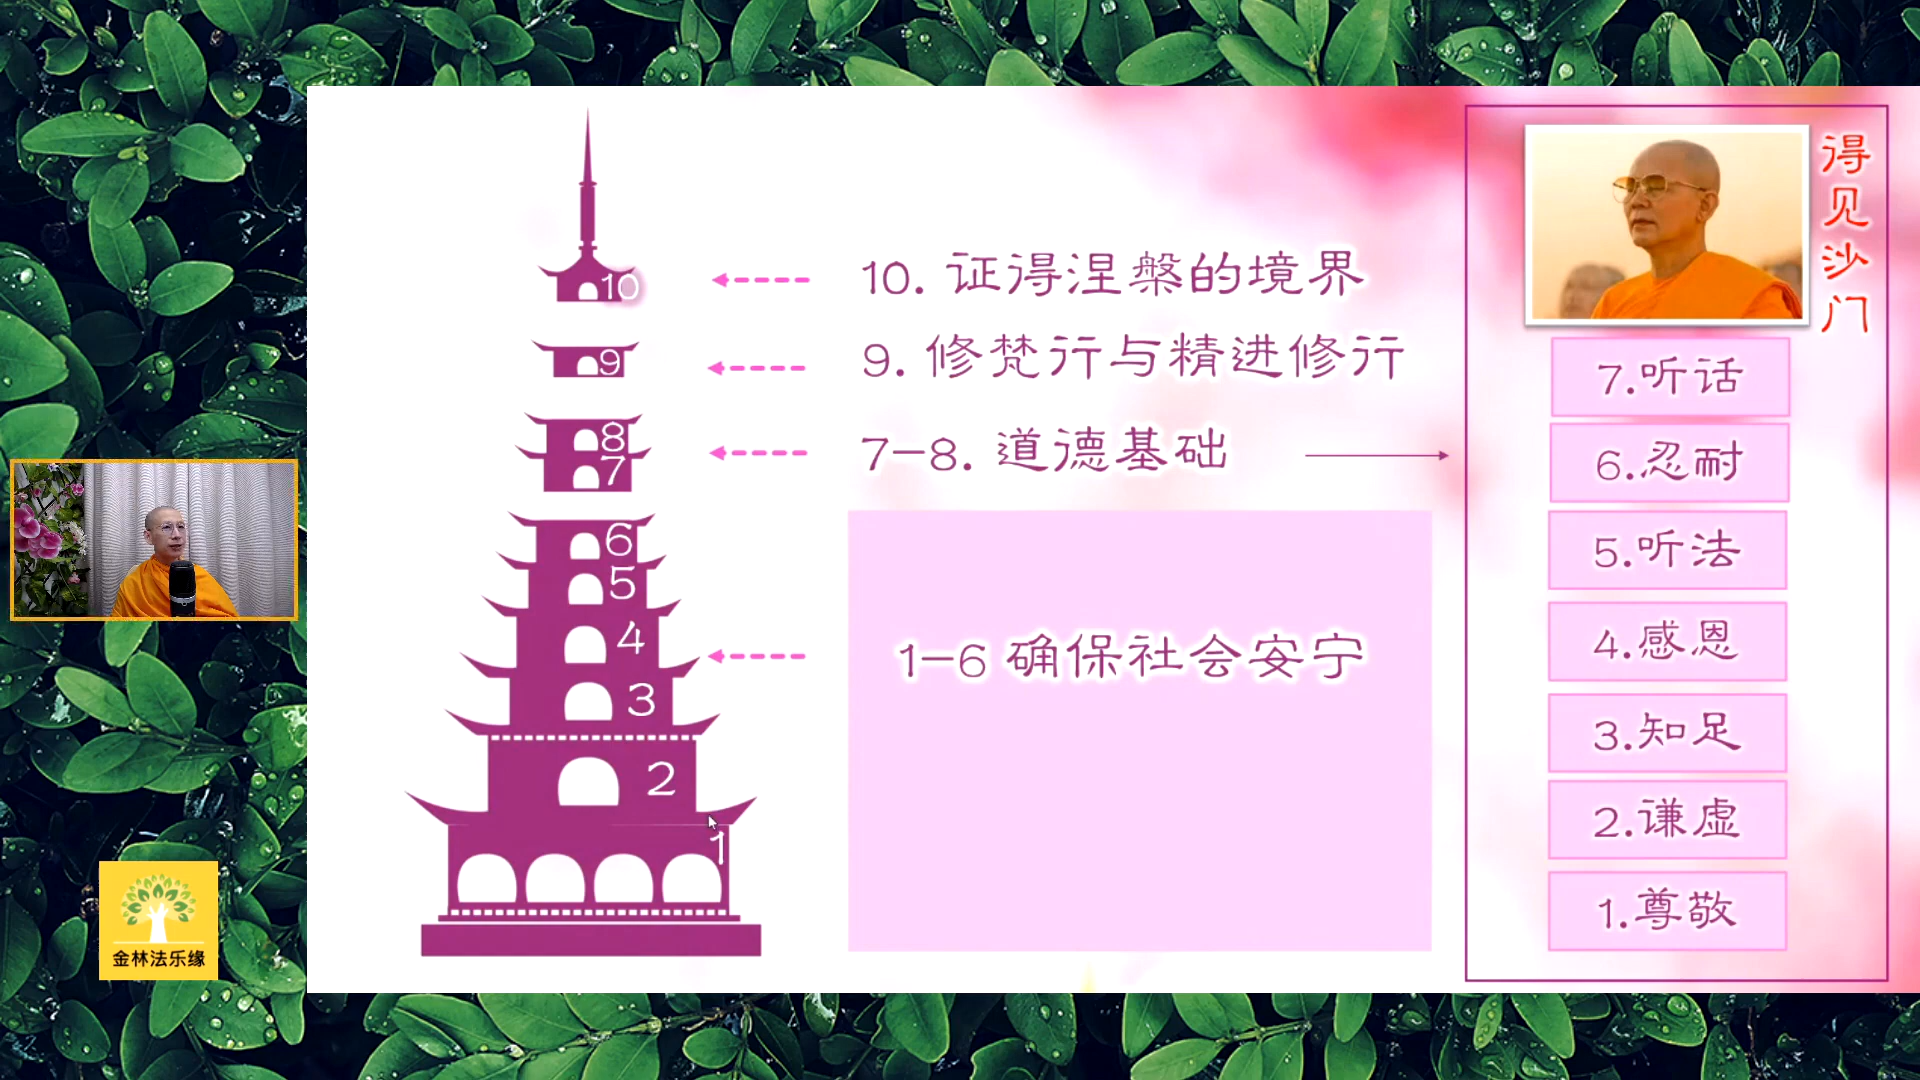 10
9
8
7
6
5
4
3
2
1
10. 证得涅槃的境界
9. 修梵行与精进修行
7–8. 道德基础
1–6 确保社会安宁
得见沙门
7.听话
6.忍耐
5.听法
4.感恩
3.知足
2.谦虚
1.尊敬
金林法乐缘